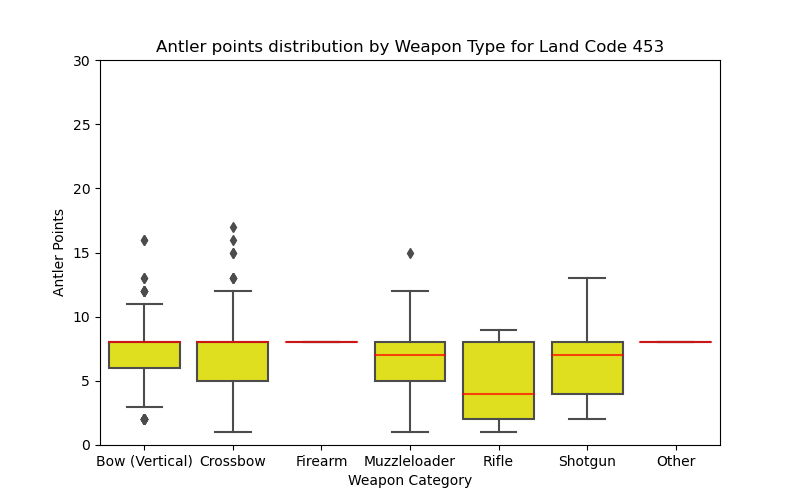 Antler points distribution by Weapon Type for Land Code 453
Antler Points
30
25
20
15
10
5
0
Bow (Vertical) Crossbow Firearm Muzzleloader Rifle Shotgun Other
Weapon Category